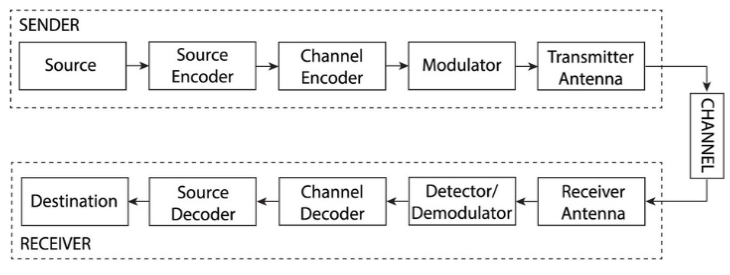 SENDER
Source
Source
Encoder
Channel
Encoder
Modulator
Transmitter
Antenna
CHANNEL
Destination
Source
Decoder
Channel
Decoder
Detector/
Demodulator
Receiver
Antenna
RECEIVER